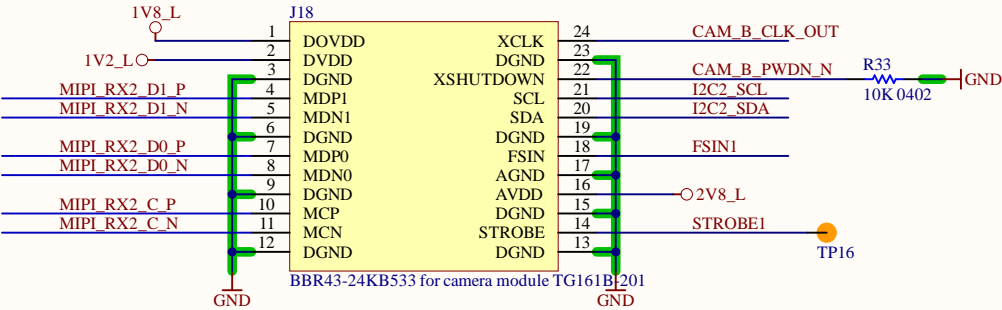 1V8_L
J18
1 DOVDD XCLK 24 CAM_B_CLK_OUT
1V2_L 2 DVDD DGND 23
3 DGND XSHUTDOWN 22 CAM_B_PWDN_N R33 GND
MIPI_RX2_D1_P 4 MDP1 SCL 21 I2C2_SCL 10K 0402
MIPI_RX2_D1_N 5 MDN1 SDA 20 I2C2_SDA
6 DGND DGND 19
MIPI_RX2_D0_P 7 MDP0 FSIN 18 FSIN1
MIPI_RX2_D0_N 8 MDN0 AGND 17
9 DGND AVDD 16 2V8_L
MIPI_RX2_C_P 10 MCP DGND 15
MIPI_RX2_C_N 11 MCN STROBE 14 STROBE1
12 DGND DGND 13 TP16
BBR43-24KB533 for camera module TG161B-201
GND GND